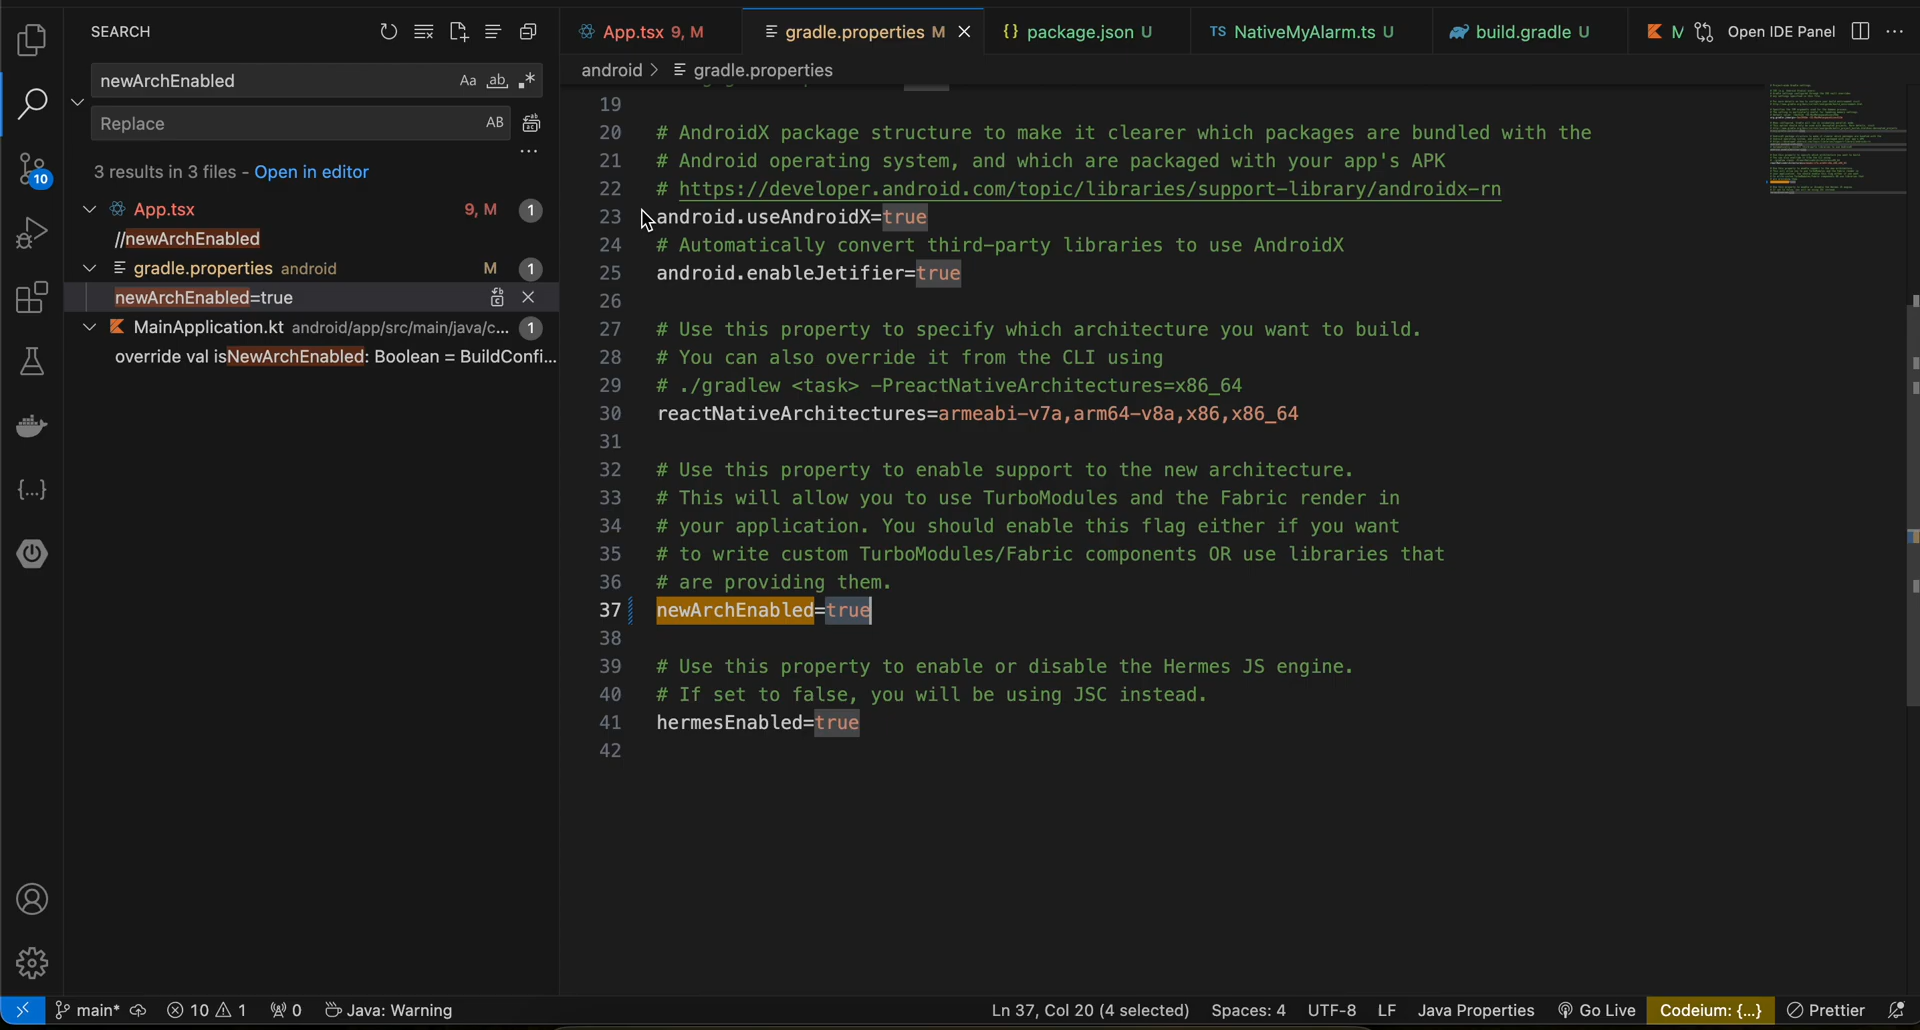 SEARCH
newArchEnabled
Aa ab .*
Replace
AB
3 results in 3 files - Open in editor
App.tsx 9, M 1
//newArchEnabled
gradle.properties android M 1
newArchEnabled=true
MainApplication.kt android/app/src/main/java/c... 1
override val isNewArchEnabled: Boolean = BuildConfi...
10
App.tsx 9, M
gradle.properties M
{} package.json U
TS NativeMyAlarm.ts U
build.gradle U
M
Open IDE Panel
android > gradle.properties
19
20 # AndroidX package structure to make it clearer which packages are bundled with the
21 # Android operating system, and which are packaged with your app's APK
22 # https://developer.android.com/topic/libraries/support-library/androidx-rn
23 android.useAndroidX=true
24 # Automatically convert third-party libraries to use AndroidX
25 android.enableJetifier=true
26
27 # Use this property to specify which architecture you want to build.
28 # You can also override it from the CLI using
29 # ./gradlew <task> -PreactNativeArchitectures=x86_64
30 reactNativeArchitectures=armeabi-v7a,arm64-v8a,x86,x86_64
31
32 # Use this property to enable support to the new architecture.
33 # This will allow you to use TurboModules and the Fabric render in
34 # your application. You should enable this flag either if you want
35 # to write custom TurboModules/Fabric components OR use libraries that
36 # are providing them.
37 newArchEnabled=true
38
39 # Use this property to enable or disable the Hermes JS engine.
40 # If set to false, you will be using JSC instead.
41 hermesEnabled=true
42
main* 10 1 0 Java: Warning
Ln 37, Col 20 (4 selected) Spaces: 4 UTF-8 LF Java Properties Go Live Codeium: {...} Prettier